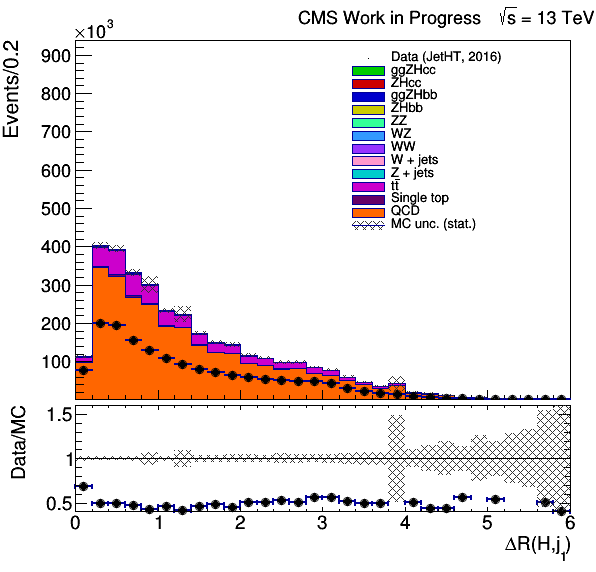 CMS Work in Progress √s = 13 TeV
×10³
Events/0.2
900
800
700
600
500
400
300
200
100
Data (JetHT, 2016)
ggZHcc
ZHcc
ggZHbb
ZHbb
ZZ
WZ
WW
W + jets
Z + jets
tt̄
Single top
QCD
MC unc. (stat.)
Data/MC
1.5
1
0.5
0 1 2 3 4 5 6
ΔR(H,j₁)